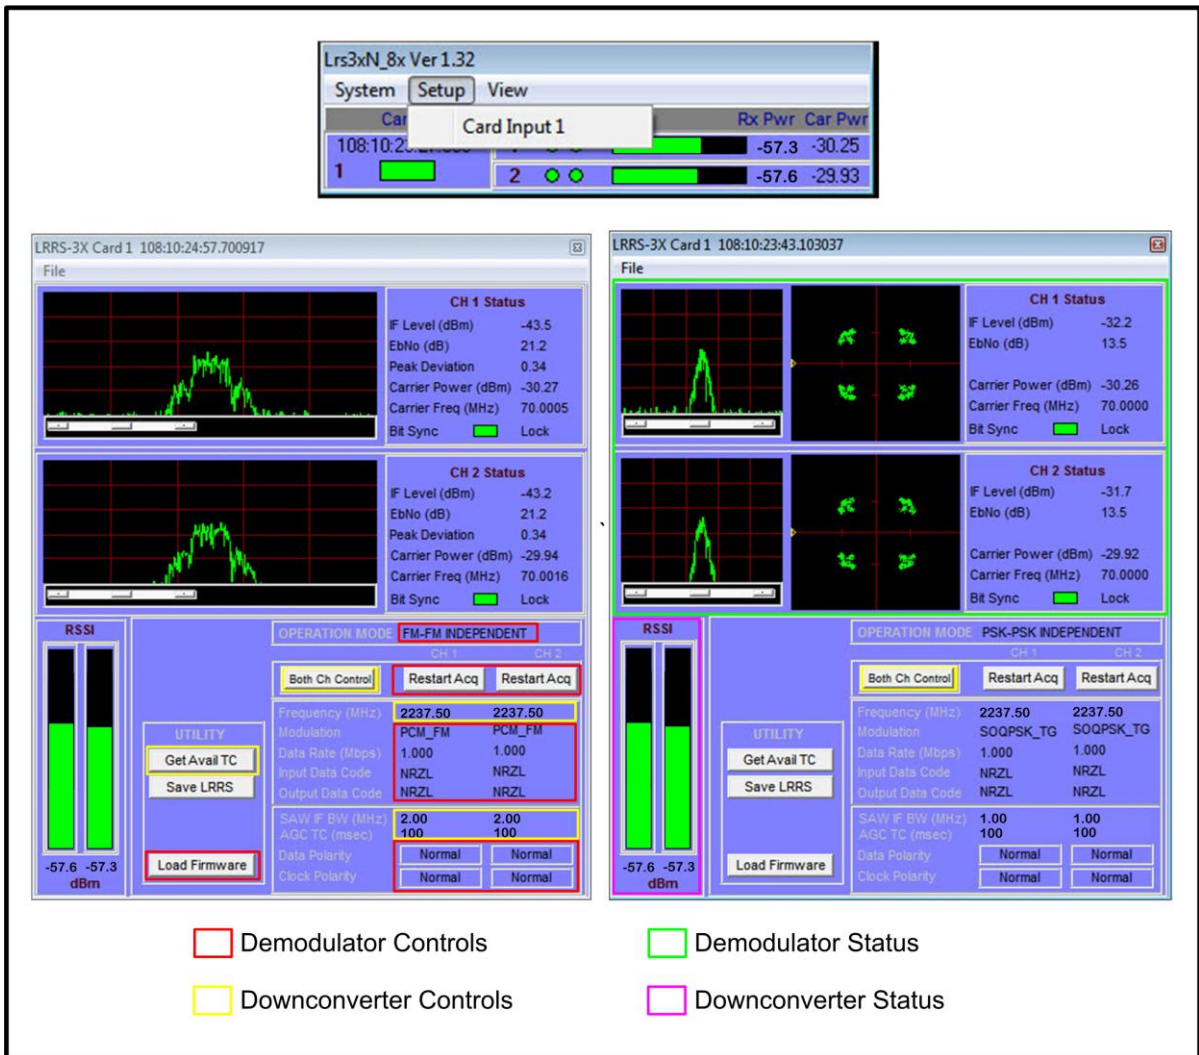 Lrs3xN_8x Ver 1.32
System Setup View
Card Input 1
Rx Pwr Car Pwr
-57.3 -30.25
1
2 -57.6 -29.93
LRRS-3X Card 1 108:10:24:57.700917
File
CH 1 Status
IF Level (dBm) -43.5
EbNo (dB) 21.2
Peak Deviation 0.34
Carrier Power (dBm) -30.27
Carrier Freq (MHz) 70.0005
Bit Sync Lock
CH 2 Status
IF Level (dBm) -43.2
EbNo (dB) 21.2
Peak Deviation 0.34
Carrier Power (dBm) -29.94
Carrier Freq (MHz) 70.0016
Bit Sync Lock
RSSI
-57.6 -57.3
dBm
UTILITY
Get Avail TC
Save LRRS
Load Firmware
OPERATION MODE FM-FM INDEPENDENT
CH 1 CH 2
Both Ch Control Restart Acq Restart Acq
Frequency (MHz) 2237.50 2237.50
Modulation PCM_FM PCM_FM
Data Rate (Mbps) 1.000 1.000
Input Data Code NRZL NRZL
Output Data Code NRZL NRZL
SAW IF BW (MHz) 2.00 2.00
AGC TC (msec) 100 100
Data Polarity Normal Normal
Clock Polarity Normal Normal
LRRS-3X Card 1 108:10:23:43.103037
File
CH 1 Status
IF Level (dBm) -32.2
EbNo (dB) 13.5
Carrier Power (dBm) -30.26
Carrier Freq (MHz) 70.0000
Bit Sync Lock
CH 2 Status
IF Level (dBm) -31.7
EbNo (dB) 13.5
Carrier Power (dBm) -29.92
Carrier Freq (MHz) 70.0000
Bit Sync Lock
RSSI
-57.6 -57.3
dBm
UTILITY
Get Avail TC
Save LRRS
Load Firmware
OPERATION MODE PSK-PSK INDEPENDENT
CH 1 CH 2
Both Ch Control Restart Acq Restart Acq
Frequency (MHz) 2237.50 2237.50
Modulation SOQPSK_TG SOQPSK_TG
Data Rate (Mbps) 1.000 1.000
Input Data Code NRZL NRZL
Output Data Code NRZL NRZL
SAW IF BW (MHz) 1.00 1.00
AGC TC (msec) 100 100
Data Polarity Normal Normal
Clock Polarity Normal Normal
Demodulator Controls
Demodulator Status
Downconverter Controls
Downconverter Status